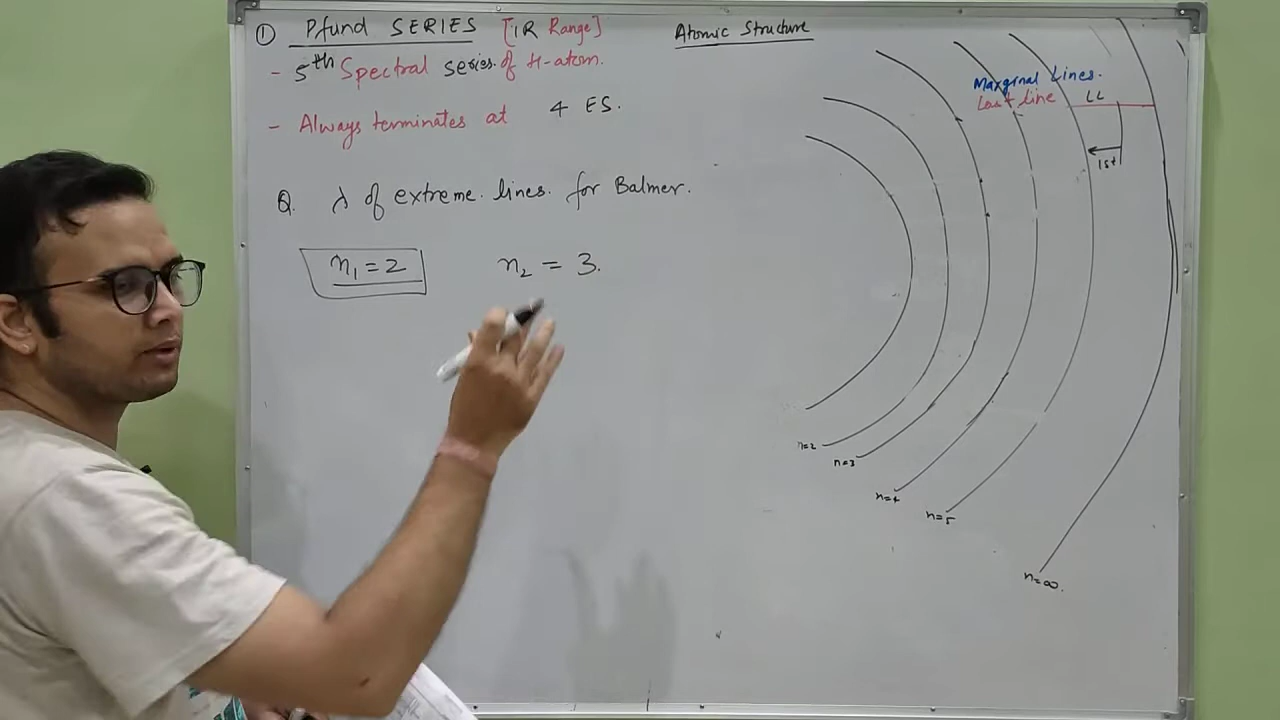 ① Pfund SERIES [IR Range]
Atomic Structure
- 5th Spectral series of H-atom.
- Always terminates at 4 ES.
Marginal Lines.
Last line
LL
1st
Q. λ of extreme lines. for Balmer.
n₁ = 2
n₂ = 3.
n=2
n=3
n=4
n=5
n=∞.